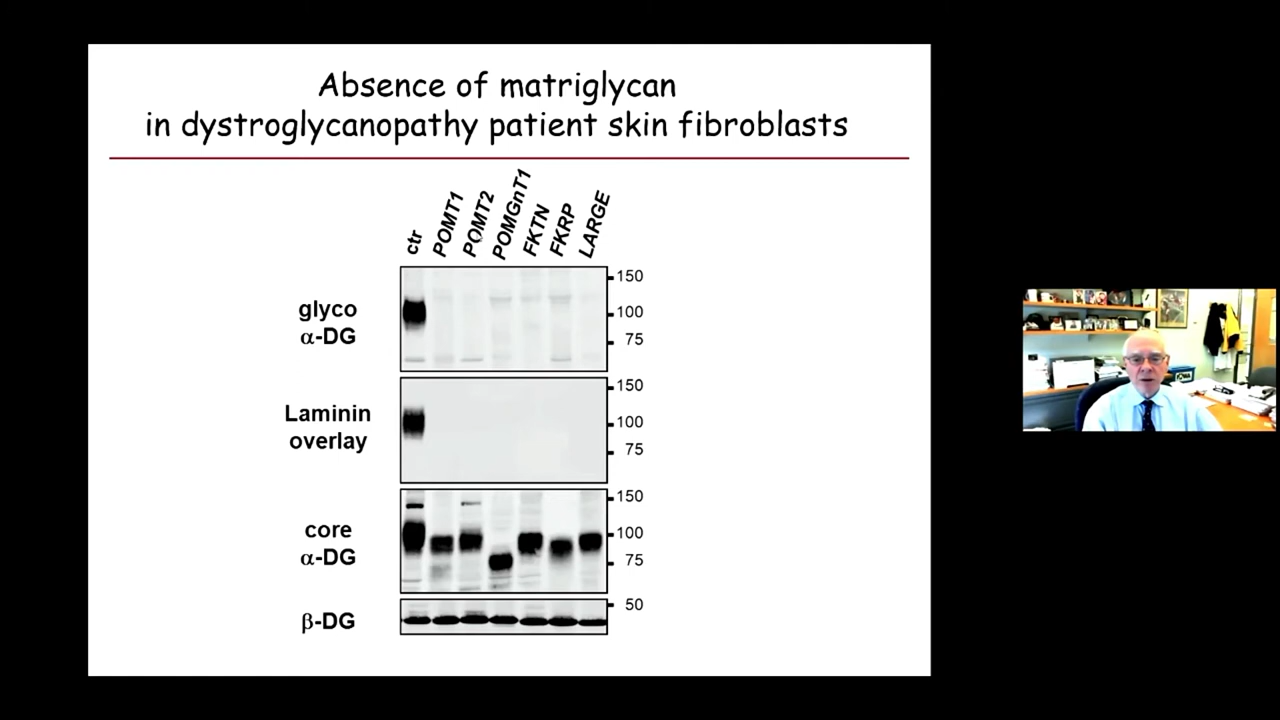 Absence of matriglycan
in dystroglycanopathy patient skin fibroblasts
ctr POMT1 POMT2 POMGnT1 FKTN FKRP LARGE
glyco
α-DG
150
100
75
Laminin
overlay
150
100
75
core
α-DG
150
100
75
β-DG
50